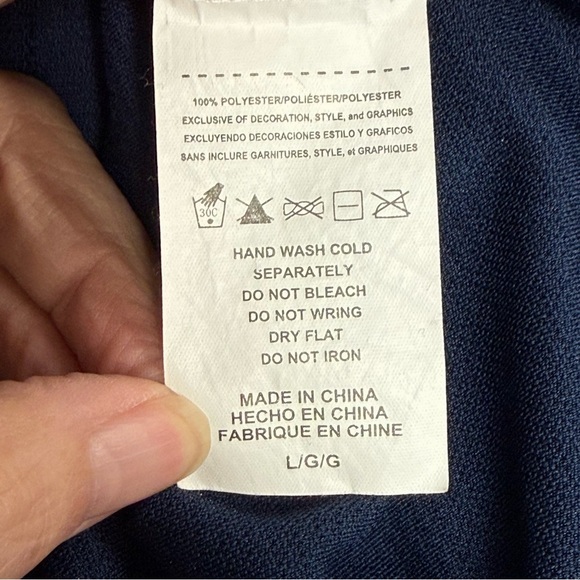 100% POLYESTER/POLIÉSTER/POLYESTER
EXCLUSIVE OF DECORATION, STYLE, and GRAPHICS
EXCLUYENDO DECORACIONES ESTILO Y GRAFICOS
SANS INCLURE GARNITURES, STYLE, et GRAPHIQUES
30C
HAND WASH COLD
SEPARATELY
DO NOT BLEACH
DO NOT WRING
DRY FLAT
DO NOT IRON
MADE IN CHINA
HECHO EN CHINA
FABRIQUE EN CHINE
L/G/G